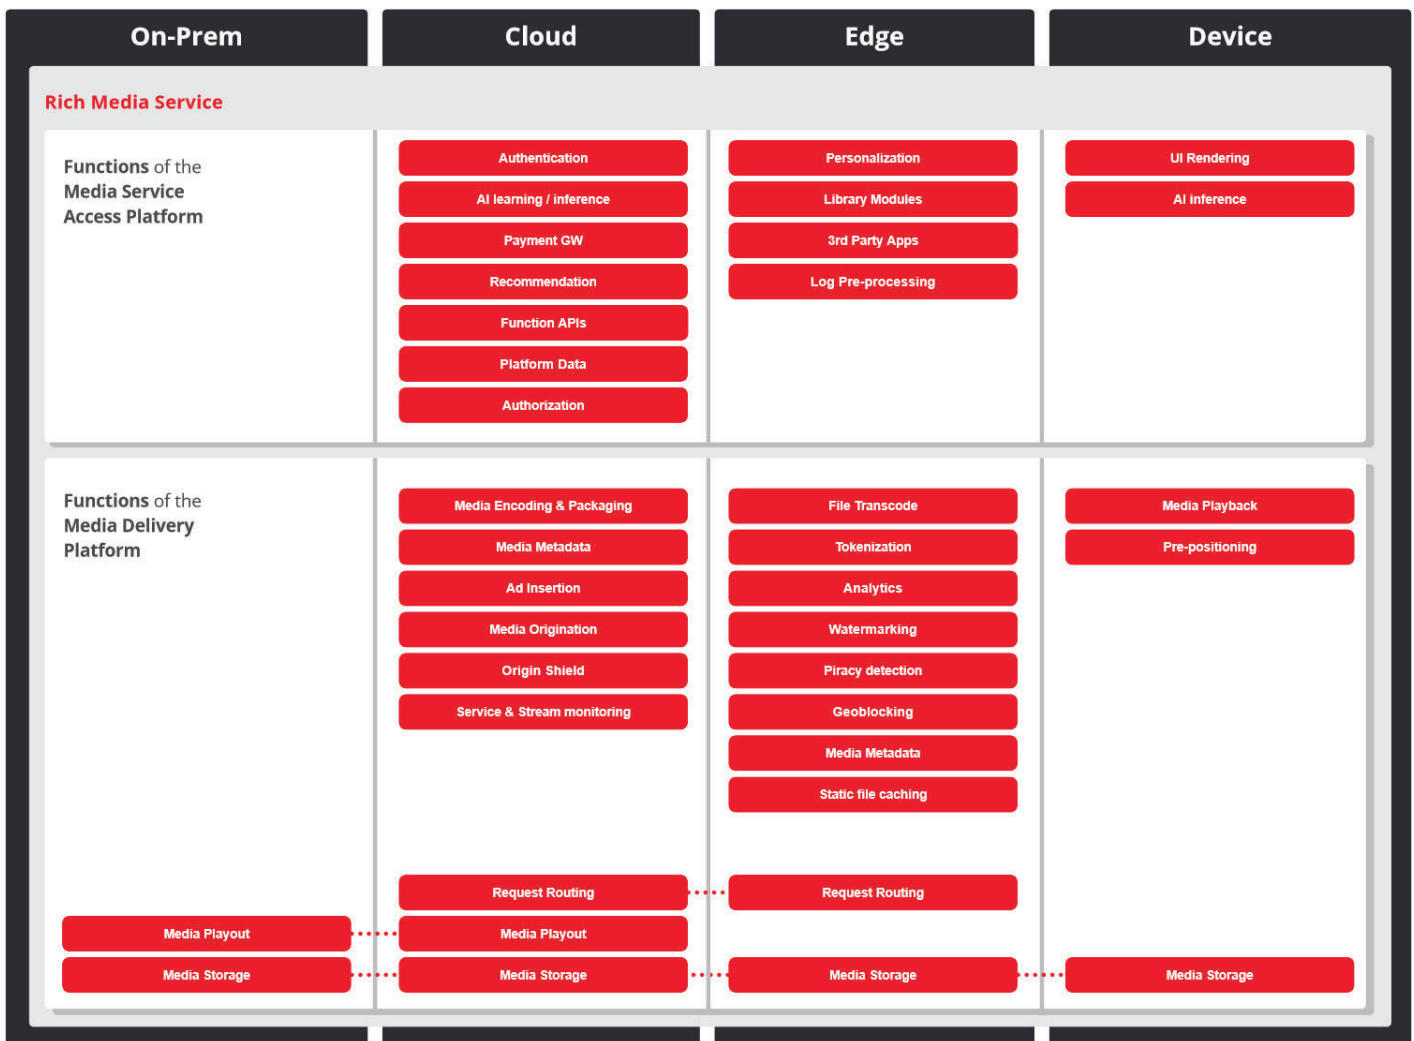 On-Prem
Cloud
Edge
Device
Rich Media Service
Functions of the
Media Service
Access Platform
Authentication
AI learning / inference
Payment GW
Recommendation
Function APIs
Platform Data
Authorization
Personalization
Library Modules
3rd Party Apps
Log Pre-processing
UI Rendering
AI inference
Functions of the
Media Delivery
Platform
Media Encoding & Packaging
Media Metadata
Ad Insertion
Media Origination
Origin Shield
Service & Stream monitoring
File Transcode
Tokenization
Analytics
Watermarking
Piracy detection
Geoblocking
Media Metadata
Static file caching
Media Playback
Pre-positioning
Request Routing
Request Routing
Media Playout
Media Playout
Media Storage
Media Storage
Media Storage
Media Storage